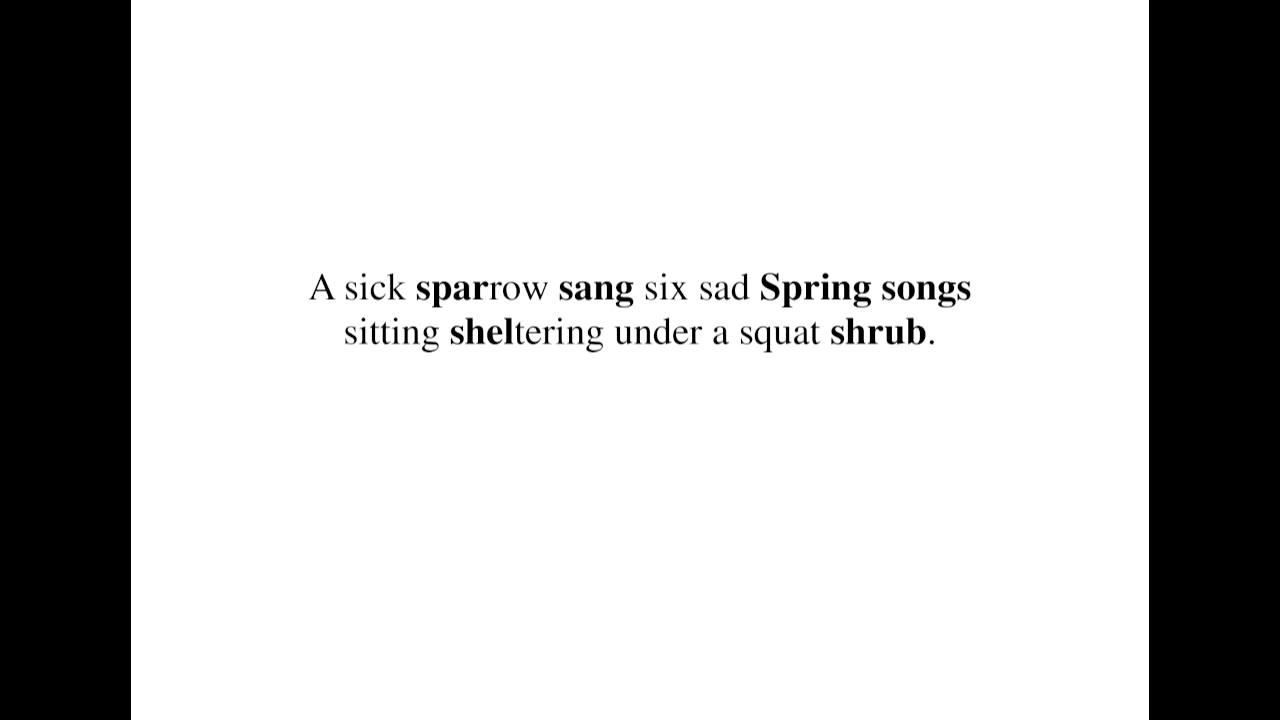 A sick sparrow sang six sad Spring songs
sitting sheltering under a squat shrub.